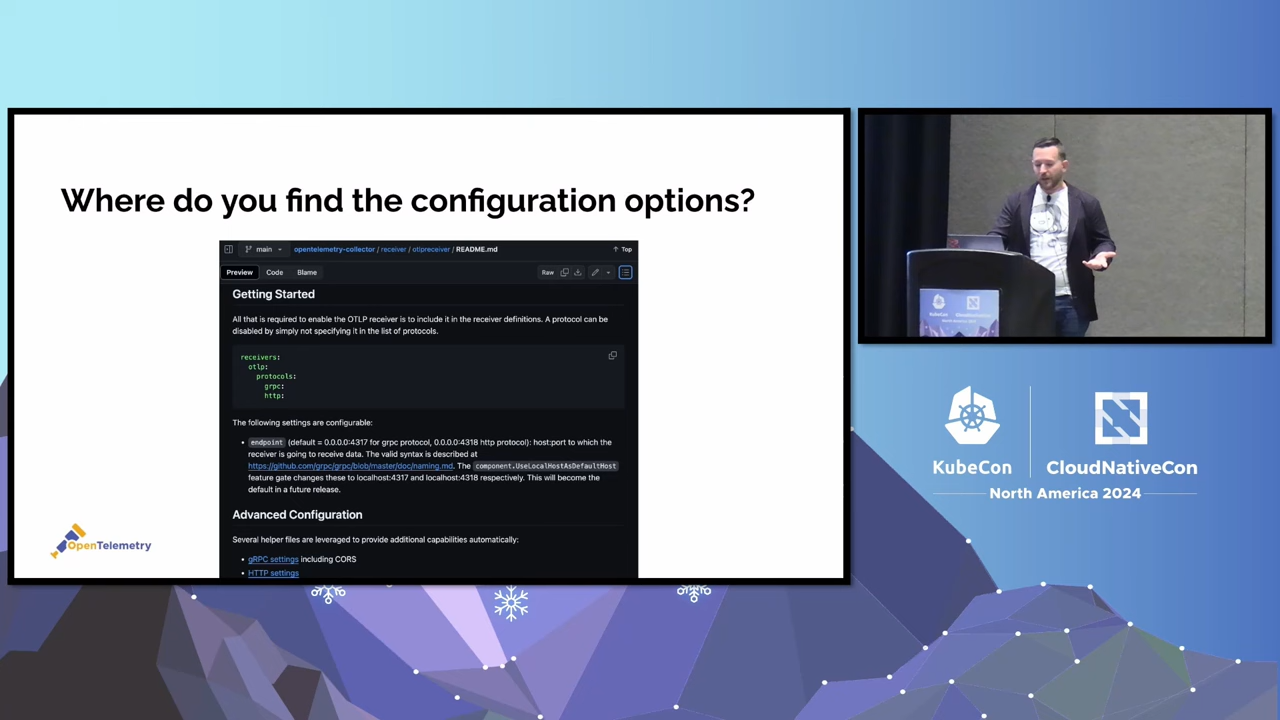 Where do you find the configuration options?
main
opentelemetry-collector / receiver / otlpreceiver / README.md
Top
Preview
Code
Blame
Raw
Getting Started
All that is required to enable the OTLP receiver is to include it in the receiver definitions. A protocol can be
disabled by simply not specifying it in the list of protocols.
receivers:
otlp:
protocols:
grpc:
http:
The following settings are configurable:
• endpoint (default = 0.0.0.0:4317 for grpc protocol, 0.0.0.0:4318 http protocol): host:port to which the
receiver is going to receive data. The valid syntax is described at
https://github.com/grpc/grpc/blob/master/doc/naming.md. The component.UseLocalHostAsDefaultHost
feature gate changes these to localhost:4317 and localhost:4318 respectively. This will become the
default in a future release.
Advanced Configuration
Several helper files are leveraged to provide additional capabilities automatically:
• gRPC settings including CORS
• HTTP settings
OpenTelemetry
KubeCon
CloudNativeCon
KubeCon
CloudNativeCon
North America 2024